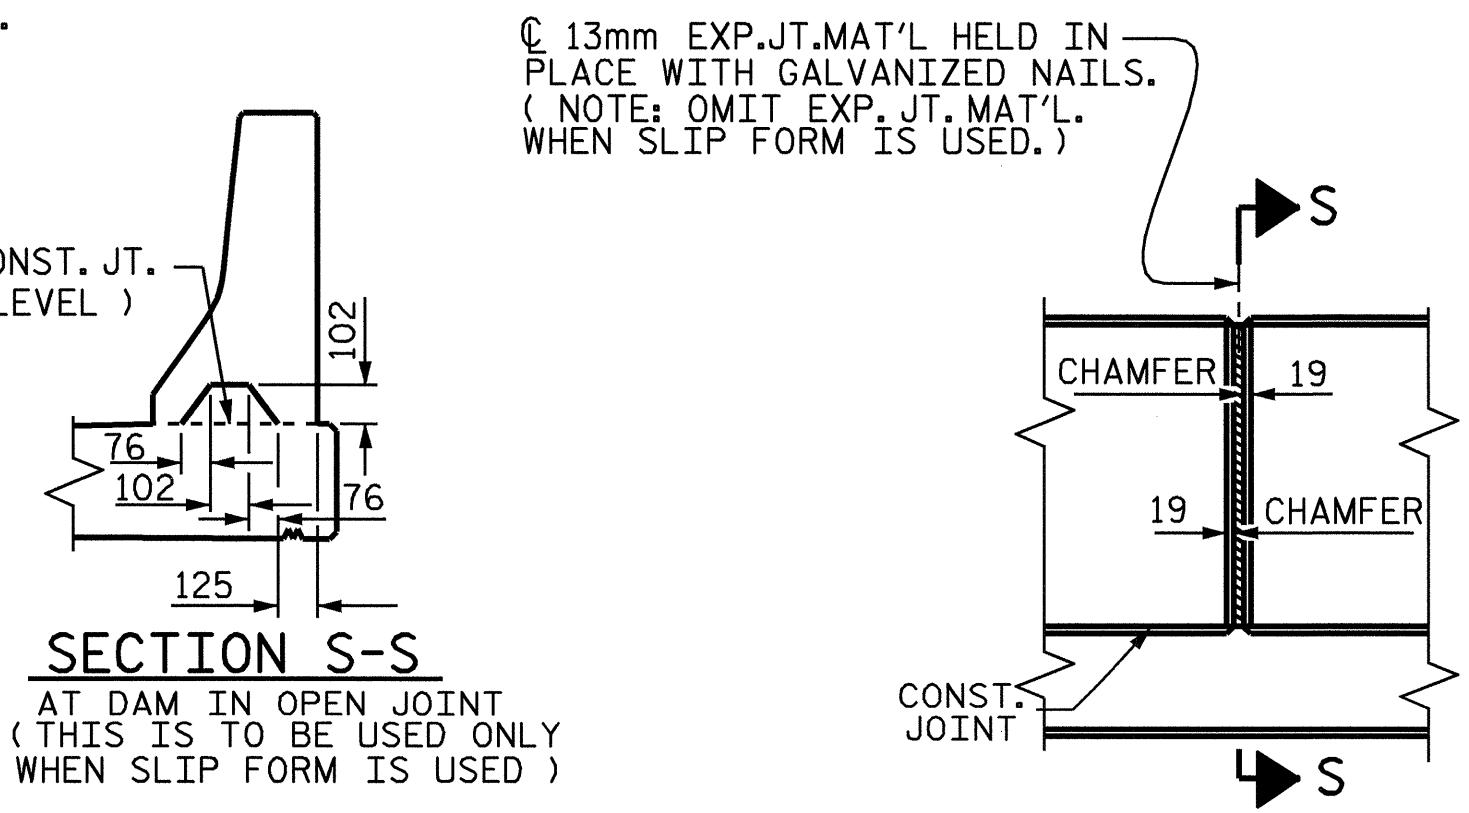 ℄ 13mm EXP.JT.MAT'L HELD IN
PLACE WITH GALVANIZED NAILS.
( NOTE: OMIT EXP. JT. MAT'L.
WHEN SLIP FORM IS USED. )
S
JT.
LEVEL )
102
76
102
76
125
SECTION S-S
AT DAM IN OPEN JOINT
( THIS IS TO BE USED ONLY
WHEN SLIP FORM IS USED )
CHAMFER
19
19
CHAMFER
CONST.
JOINT
S